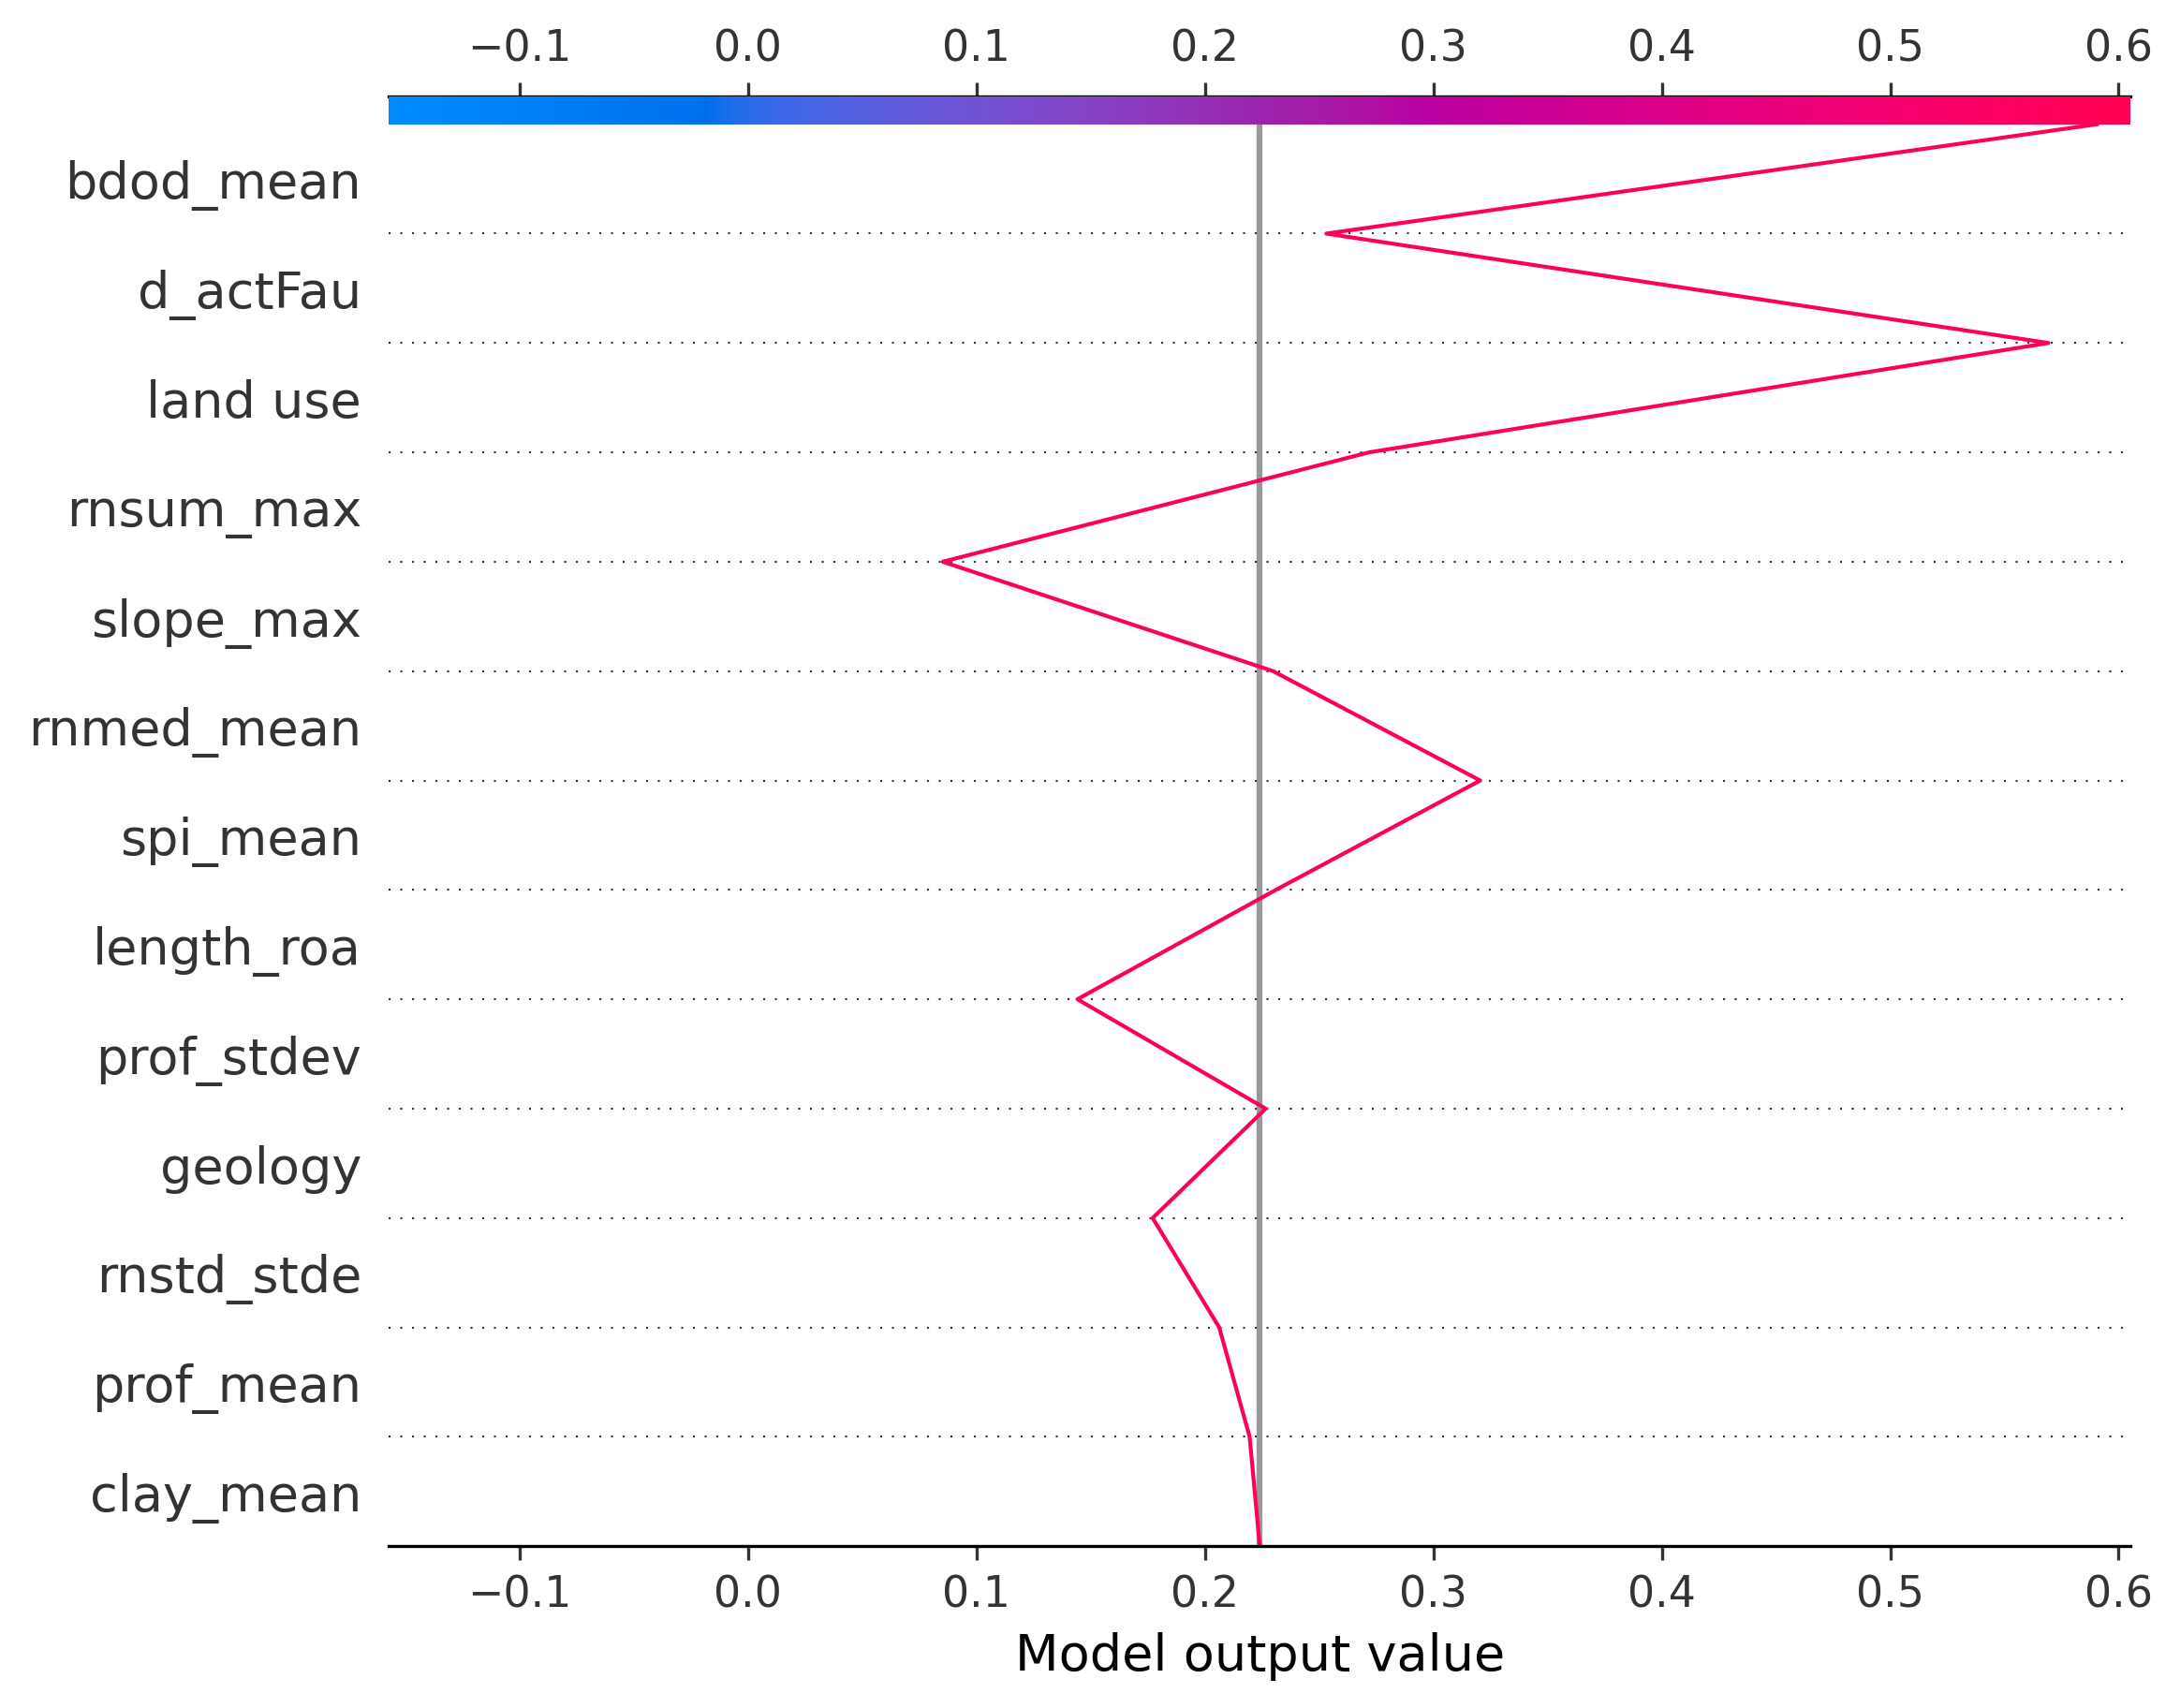 −0.1 0.0 0.1 0.2 0.3 0.4 0.5 0.6
bdod_mean
d_actFau
land use
rnsum_max
slope_max
rnmed_mean
spi_mean
length_roa
prof_stdev
geology
rnstd_stde
prof_mean
clay_mean
−0.1 0.0 0.1 0.2 0.3 0.4 0.5 0.6
Model output value